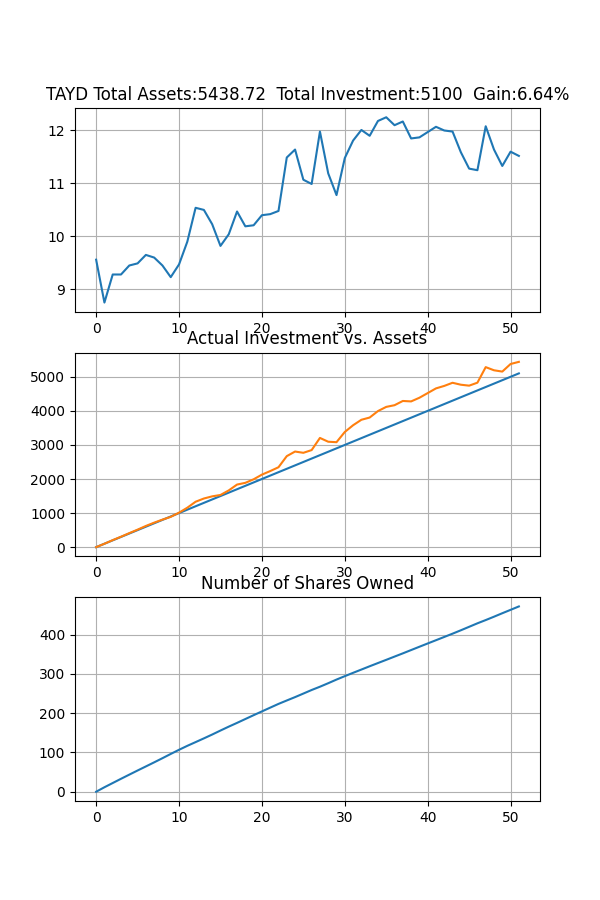 TAYD Total Assets:5438.72  Total Investment:5100  Gain:6.64%
12
11
10
9
0 10 20 30 40 50
Actual Investment vs. Assets
5000
4000
3000
2000
1000
0
0 10 20 30 40 50
Number of Shares Owned
400
300
200
100
0
0 10 20 30 40 50